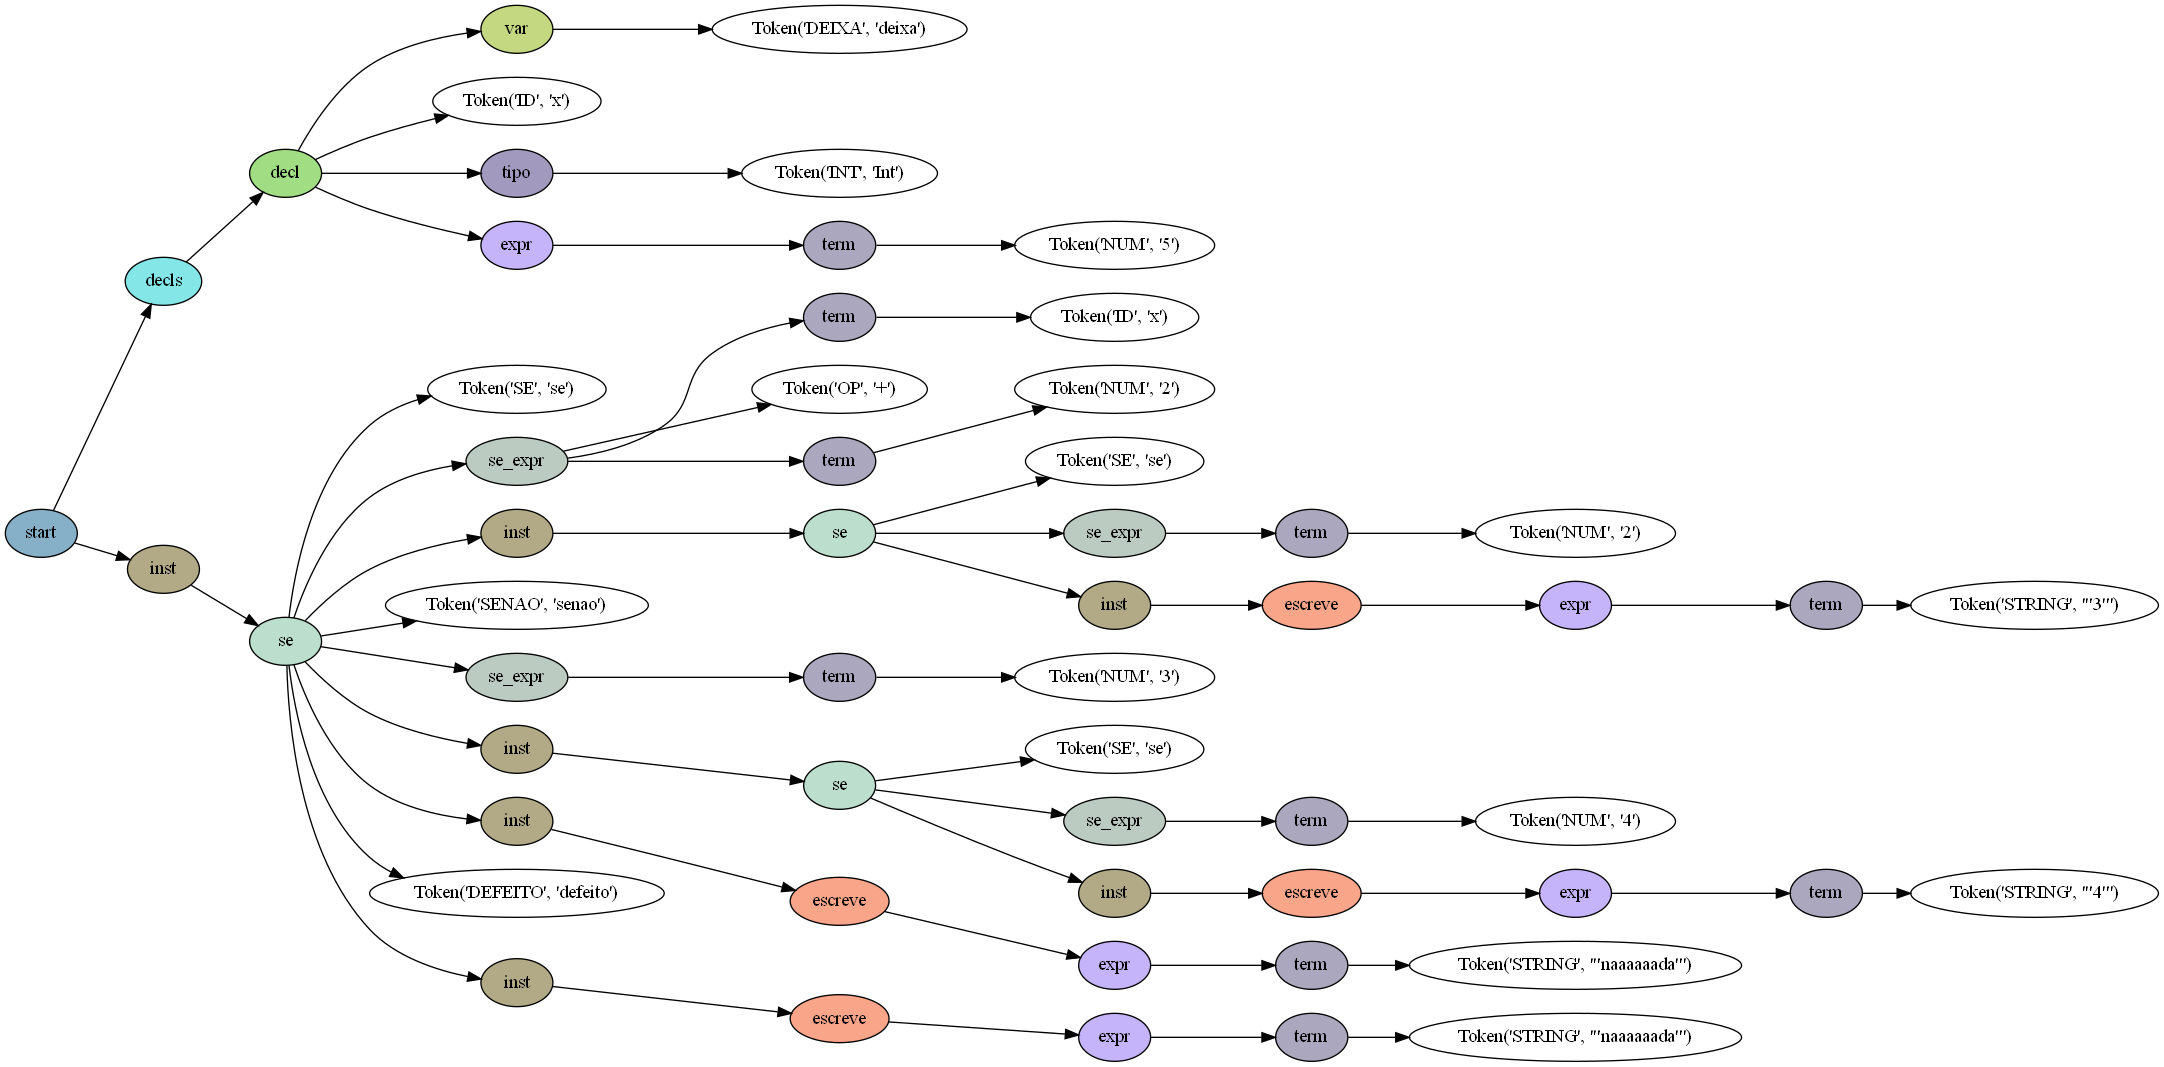 var
Token('DEIXA', 'deixa')
Token('ID', 'x')
decl
tipo
Token('INT', 'Int')
expr
term
Token('NUM', '5')
decls
term
Token('ID', 'x')
Token('SE', 'se')
Token('OP', '+')
Token('NUM', '2')
se_expr
term
Token('SE', 'se')
start
inst
se
se_expr
term
Token('NUM', '2')
inst
Token('SENAO', 'senao')
inst
escreve
expr
term
Token('STRING', "'3'")
se
se_expr
term
Token('NUM', '3')
inst
Token('SE', 'se')
se
inst
se_expr
term
Token('NUM', '4')
Token('DEFEITO', 'defeito')
escreve
inst
escreve
expr
term
Token('STRING', "'4'")
expr
term
Token('STRING', "'naaaaaada'")
inst
escreve
expr
term
Token('STRING', "'naaaaaada'")